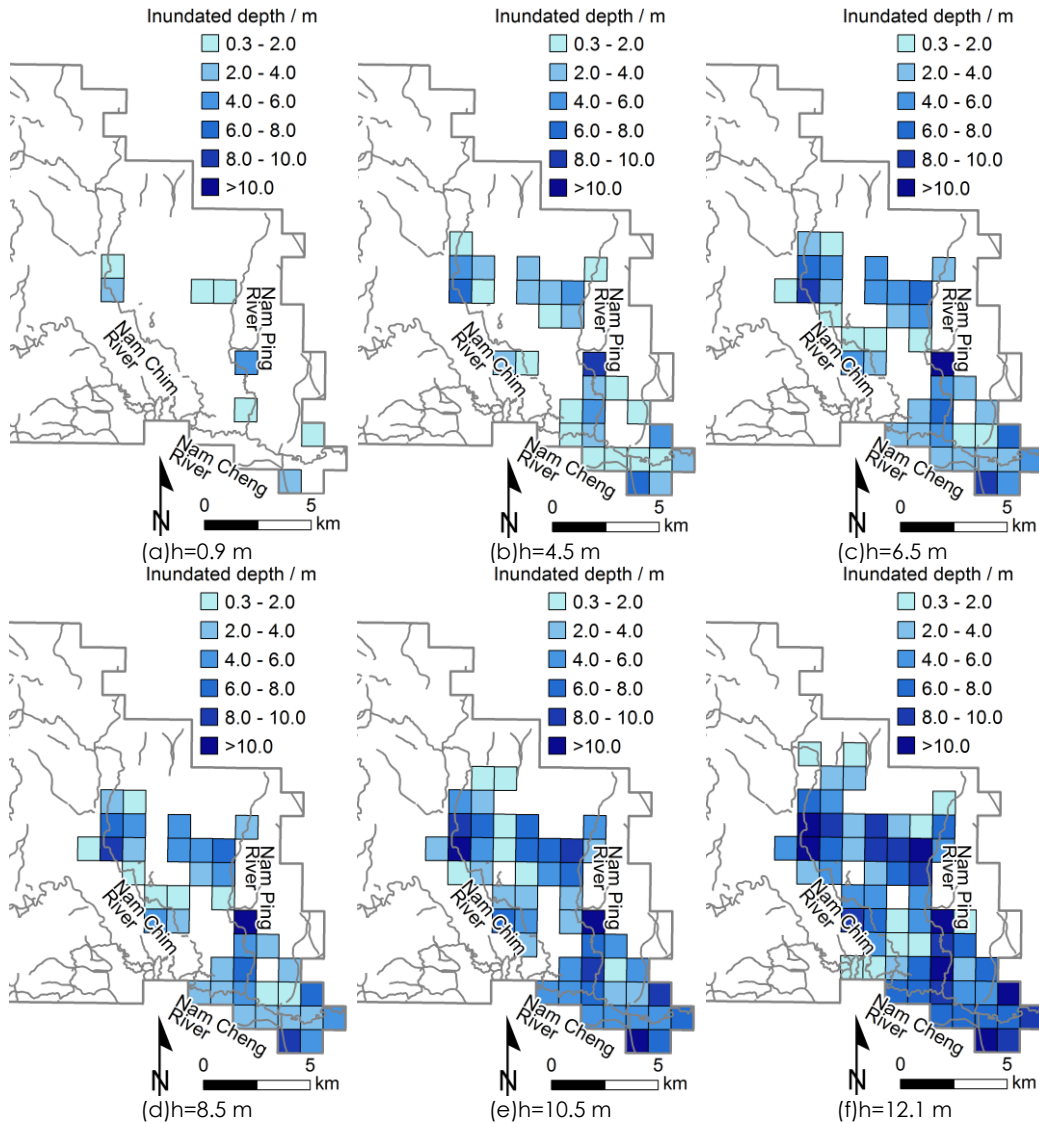 Inundated depth / m
0.3 - 2.0
2.0 - 4.0
4.0 - 6.0
6.0 - 8.0
8.0 - 10.0
>10.0
Nam Ping
River
Nam Chim
River
Nam Cheng
River
N
0 5
km
(a)h=0.9 m
Inundated depth / m
0.3 - 2.0
2.0 - 4.0
4.0 - 6.0
6.0 - 8.0
8.0 - 10.0
>10.0
Nam Ping
River
Nam Chim
River
Nam Cheng
River
N
0 5
km
(b)h=4.5 m
Inundated depth / m
0.3 - 2.0
2.0 - 4.0
4.0 - 6.0
6.0 - 8.0
8.0 - 10.0
>10.0
Nam Ping
River
Nam Chim
River
Nam Cheng
River
N
0 5
km
(c)h=6.5 m
Inundated depth / m
0.3 - 2.0
2.0 - 4.0
4.0 - 6.0
6.0 - 8.0
8.0 - 10.0
>10.0
Nam Ping
River
Nam Chim
River
Nam Cheng
River
N
0 5
km
(d)h=8.5 m
Inundated depth / m
0.3 - 2.0
2.0 - 4.0
4.0 - 6.0
6.0 - 8.0
8.0 - 10.0
>10.0
Nam Ping
River
Nam Chim
River
Nam Cheng
River
N
0 5
km
(e)h=10.5 m
Inundated depth / m
0.3 - 2.0
2.0 - 4.0
4.0 - 6.0
6.0 - 8.0
8.0 - 10.0
>10.0
Nam Ping
River
Nam Chim
River
Nam Cheng
River
N
0 5
km
(f)h=12.1 m